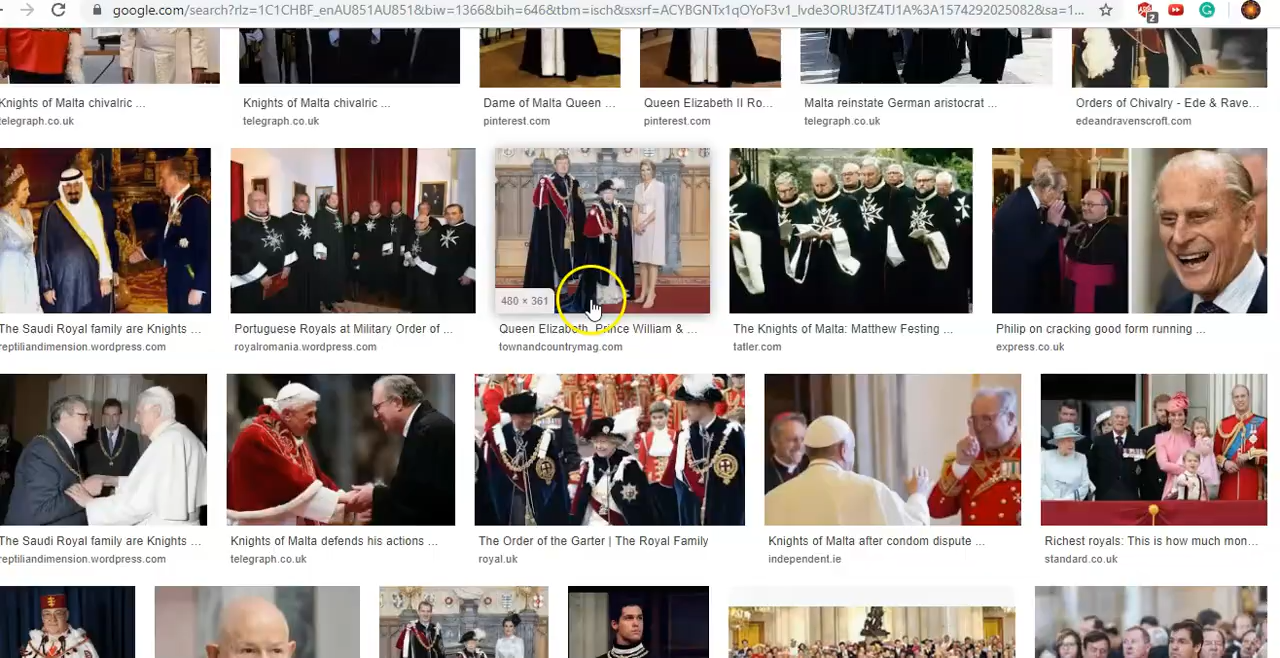 google.com/search?rlz=1C1CHBF_enAU851AU851&biw=1366&bih=646&tbm=isch&sxsrf=ACYBGNTx1qOYoF3v1_Ivde3ORU3fZ4TJ1A%3A1574292025082&sa=1...
2
Knights of Malta chivalric ...
Knights of Malta chivalric ...
Dame of Malta Queen ...
Queen Elizabeth II Ro...
Malta reinstate German aristocrat ...
Orders of Chivalry - Ede & Rave...
telegraph.co.uk
telegraph.co.uk
pinterest.com
pinterest.com
telegraph.co.uk
edeandravenscroft.com
480 × 361
The Saudi Royal family are Knights ...
Portuguese Royals at Military Order of ...
Queen Elizabeth, Prince William & ...
The Knights of Malta: Matthew Festing ...
Philip on cracking good form running ...
reptiliandimension.wordpress.com
royalromania.wordpress.com
townandcountrymag.com
tatler.com
express.co.uk
The Saudi Royal family are Knights ...
Knights of Malta defends his actions ...
The Order of the Garter | The Royal Family
Knights of Malta after condom dispute ...
Richest royals: This is how much mon...
reptiliandimension.wordpress.com
telegraph.co.uk
royal.uk
independent.ie
standard.co.uk